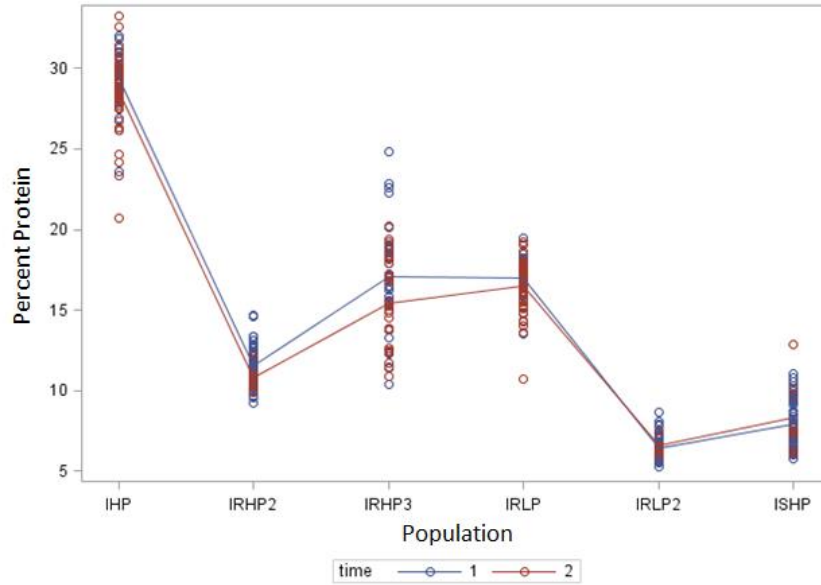 30
25
20
15
10
5
Percent Protein
IHP IRHP2 IRHP3 IRLP IRLP2 ISHP
Population
time 1 2